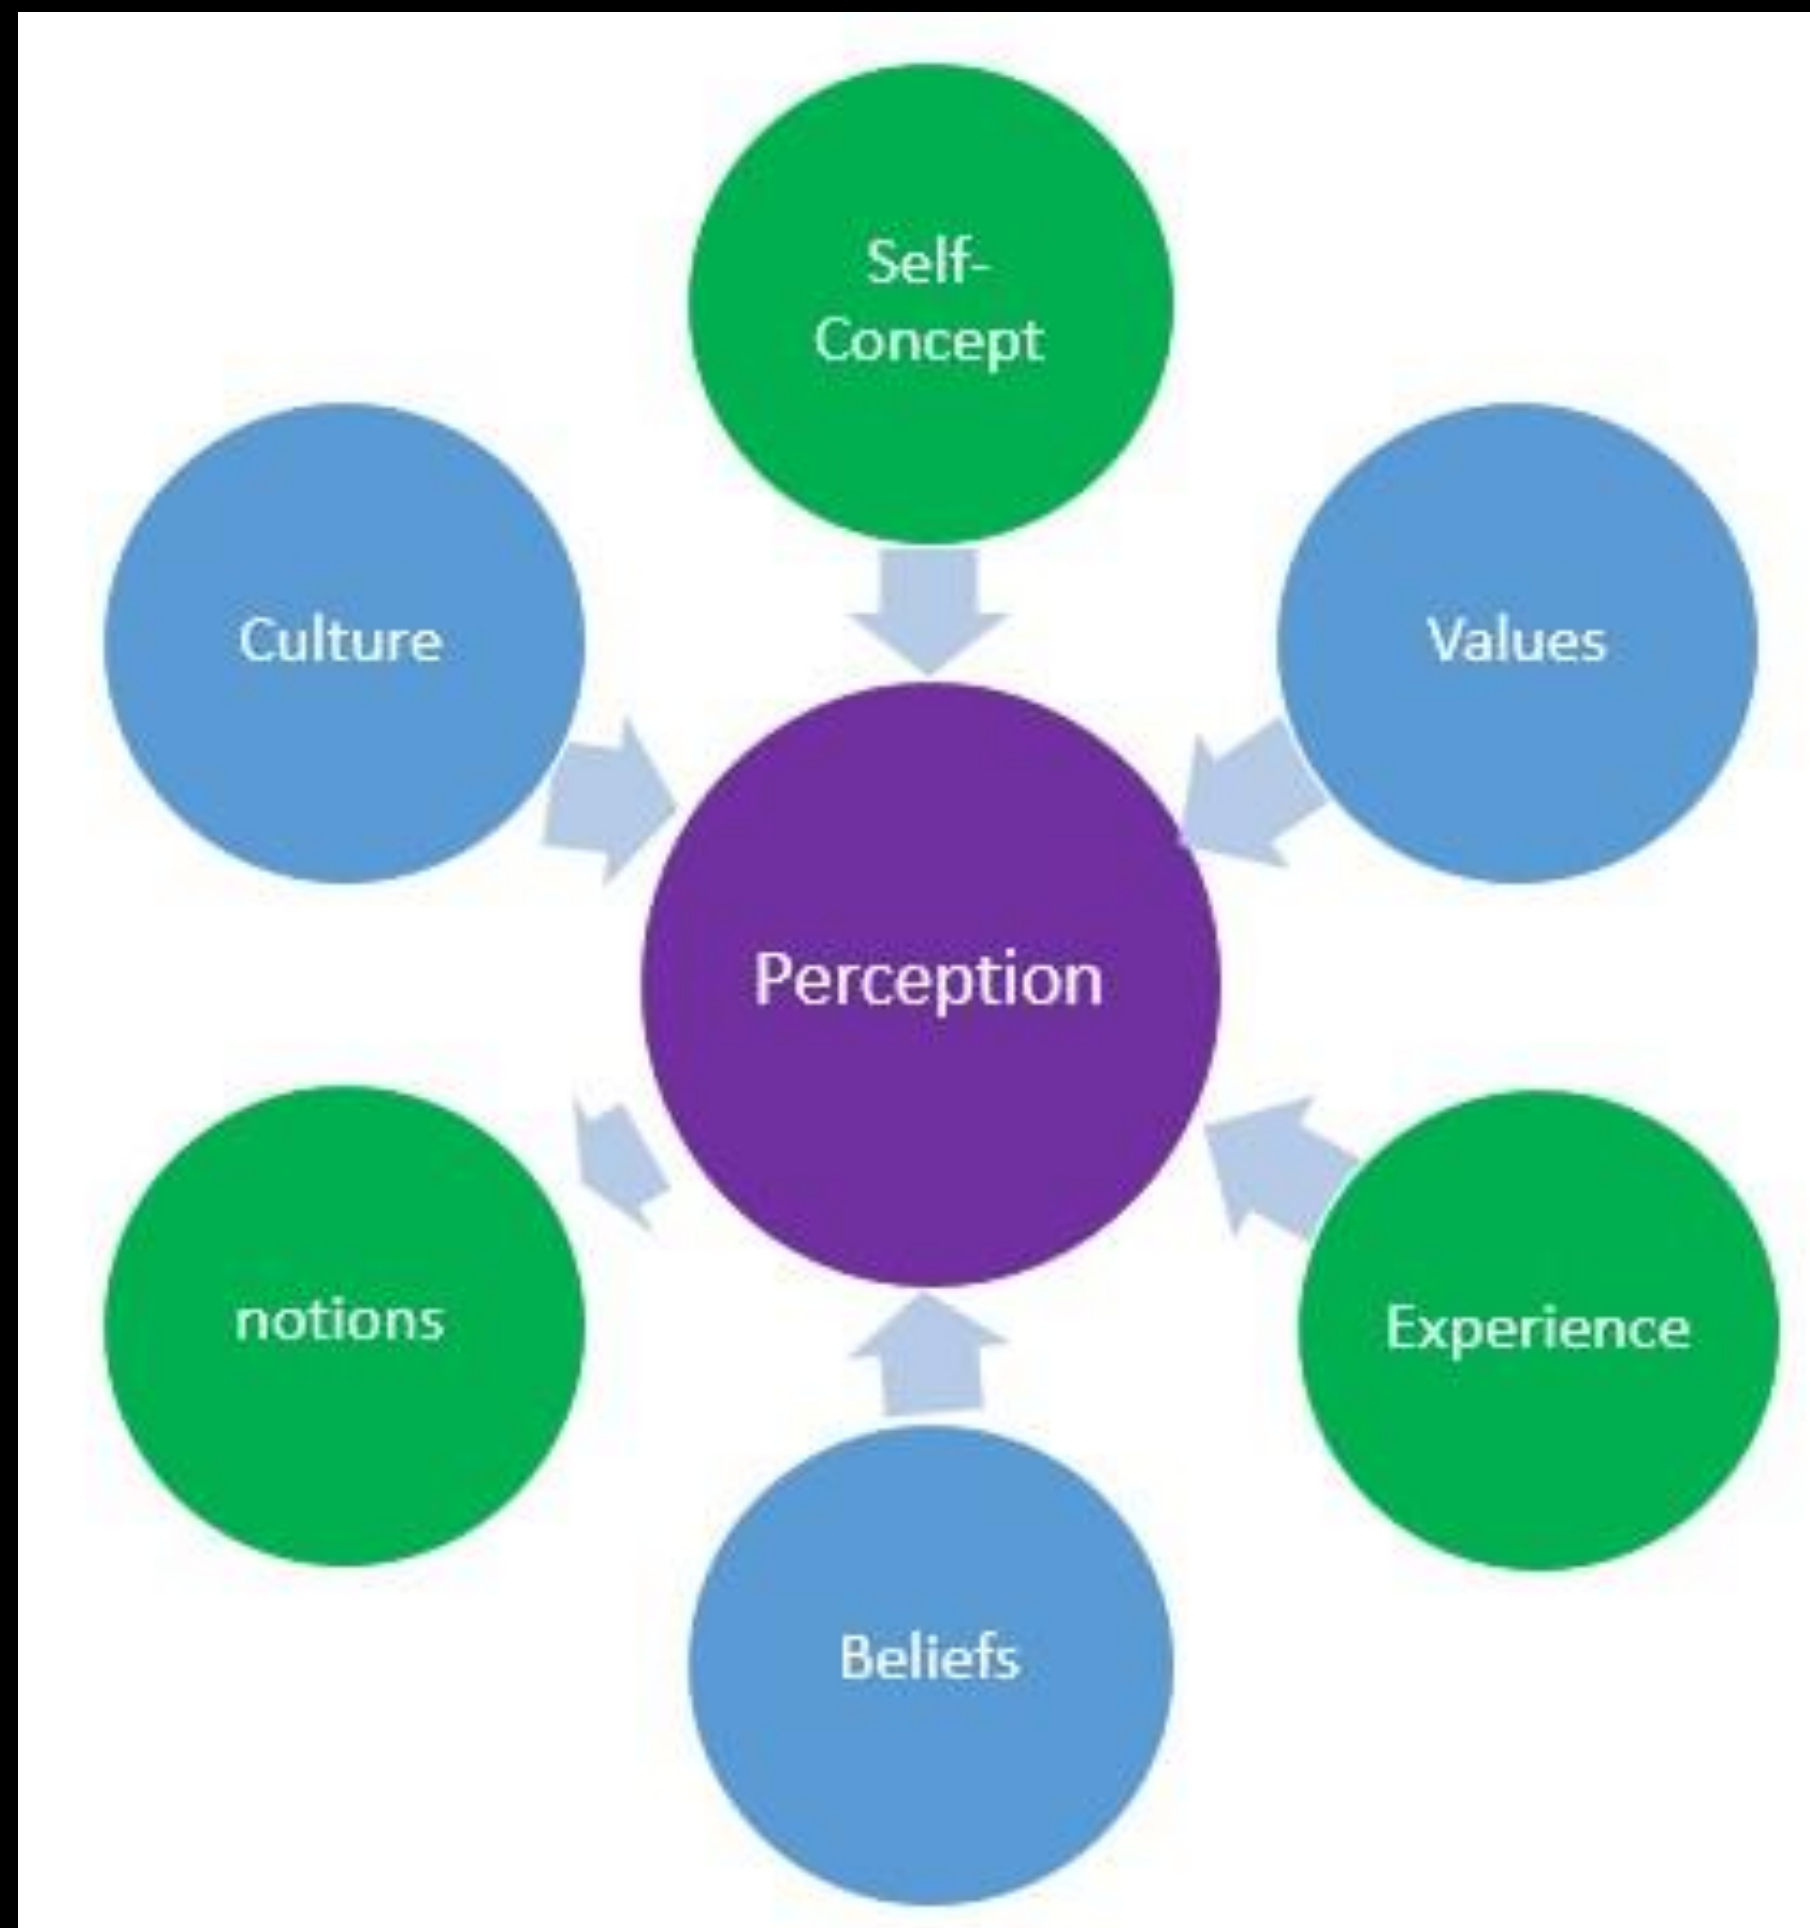 Self-
Concept
Culture
Values
Perception
notions
Experience
Beliefs